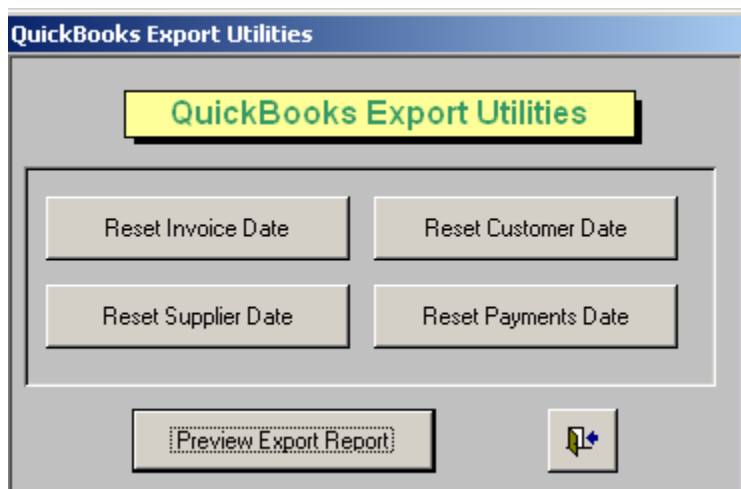 QuickBooks Export Utilities
QuickBooks Export Utilities
Reset Invoice Date
Reset Customer Date
Reset Supplier Date
Reset Payments Date
Preview Export Report